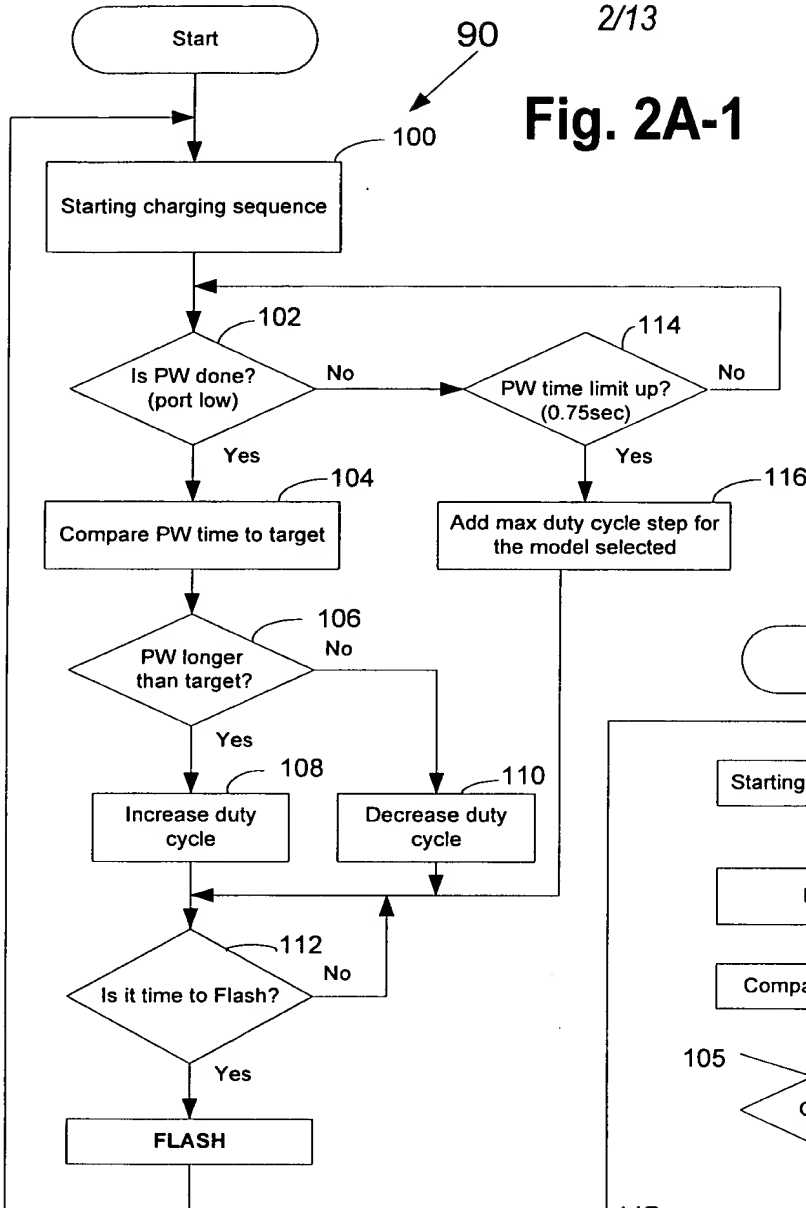 2/13
90
Fig. 2A-1
Start
100
Starting charging sequence
102
Is PW done?
(port low)
No
Yes
114
PW time limit up?
(0.75sec)
No
Yes
104
Compare PW time to target
116
Add max duty cycle step for
the model selected
106
PW longer
than target?
No
Yes
108
Increase duty
cycle
110
Decrease duty
cycle
112
Is it time to Flash?
No
Yes
FLASH
Starting
105